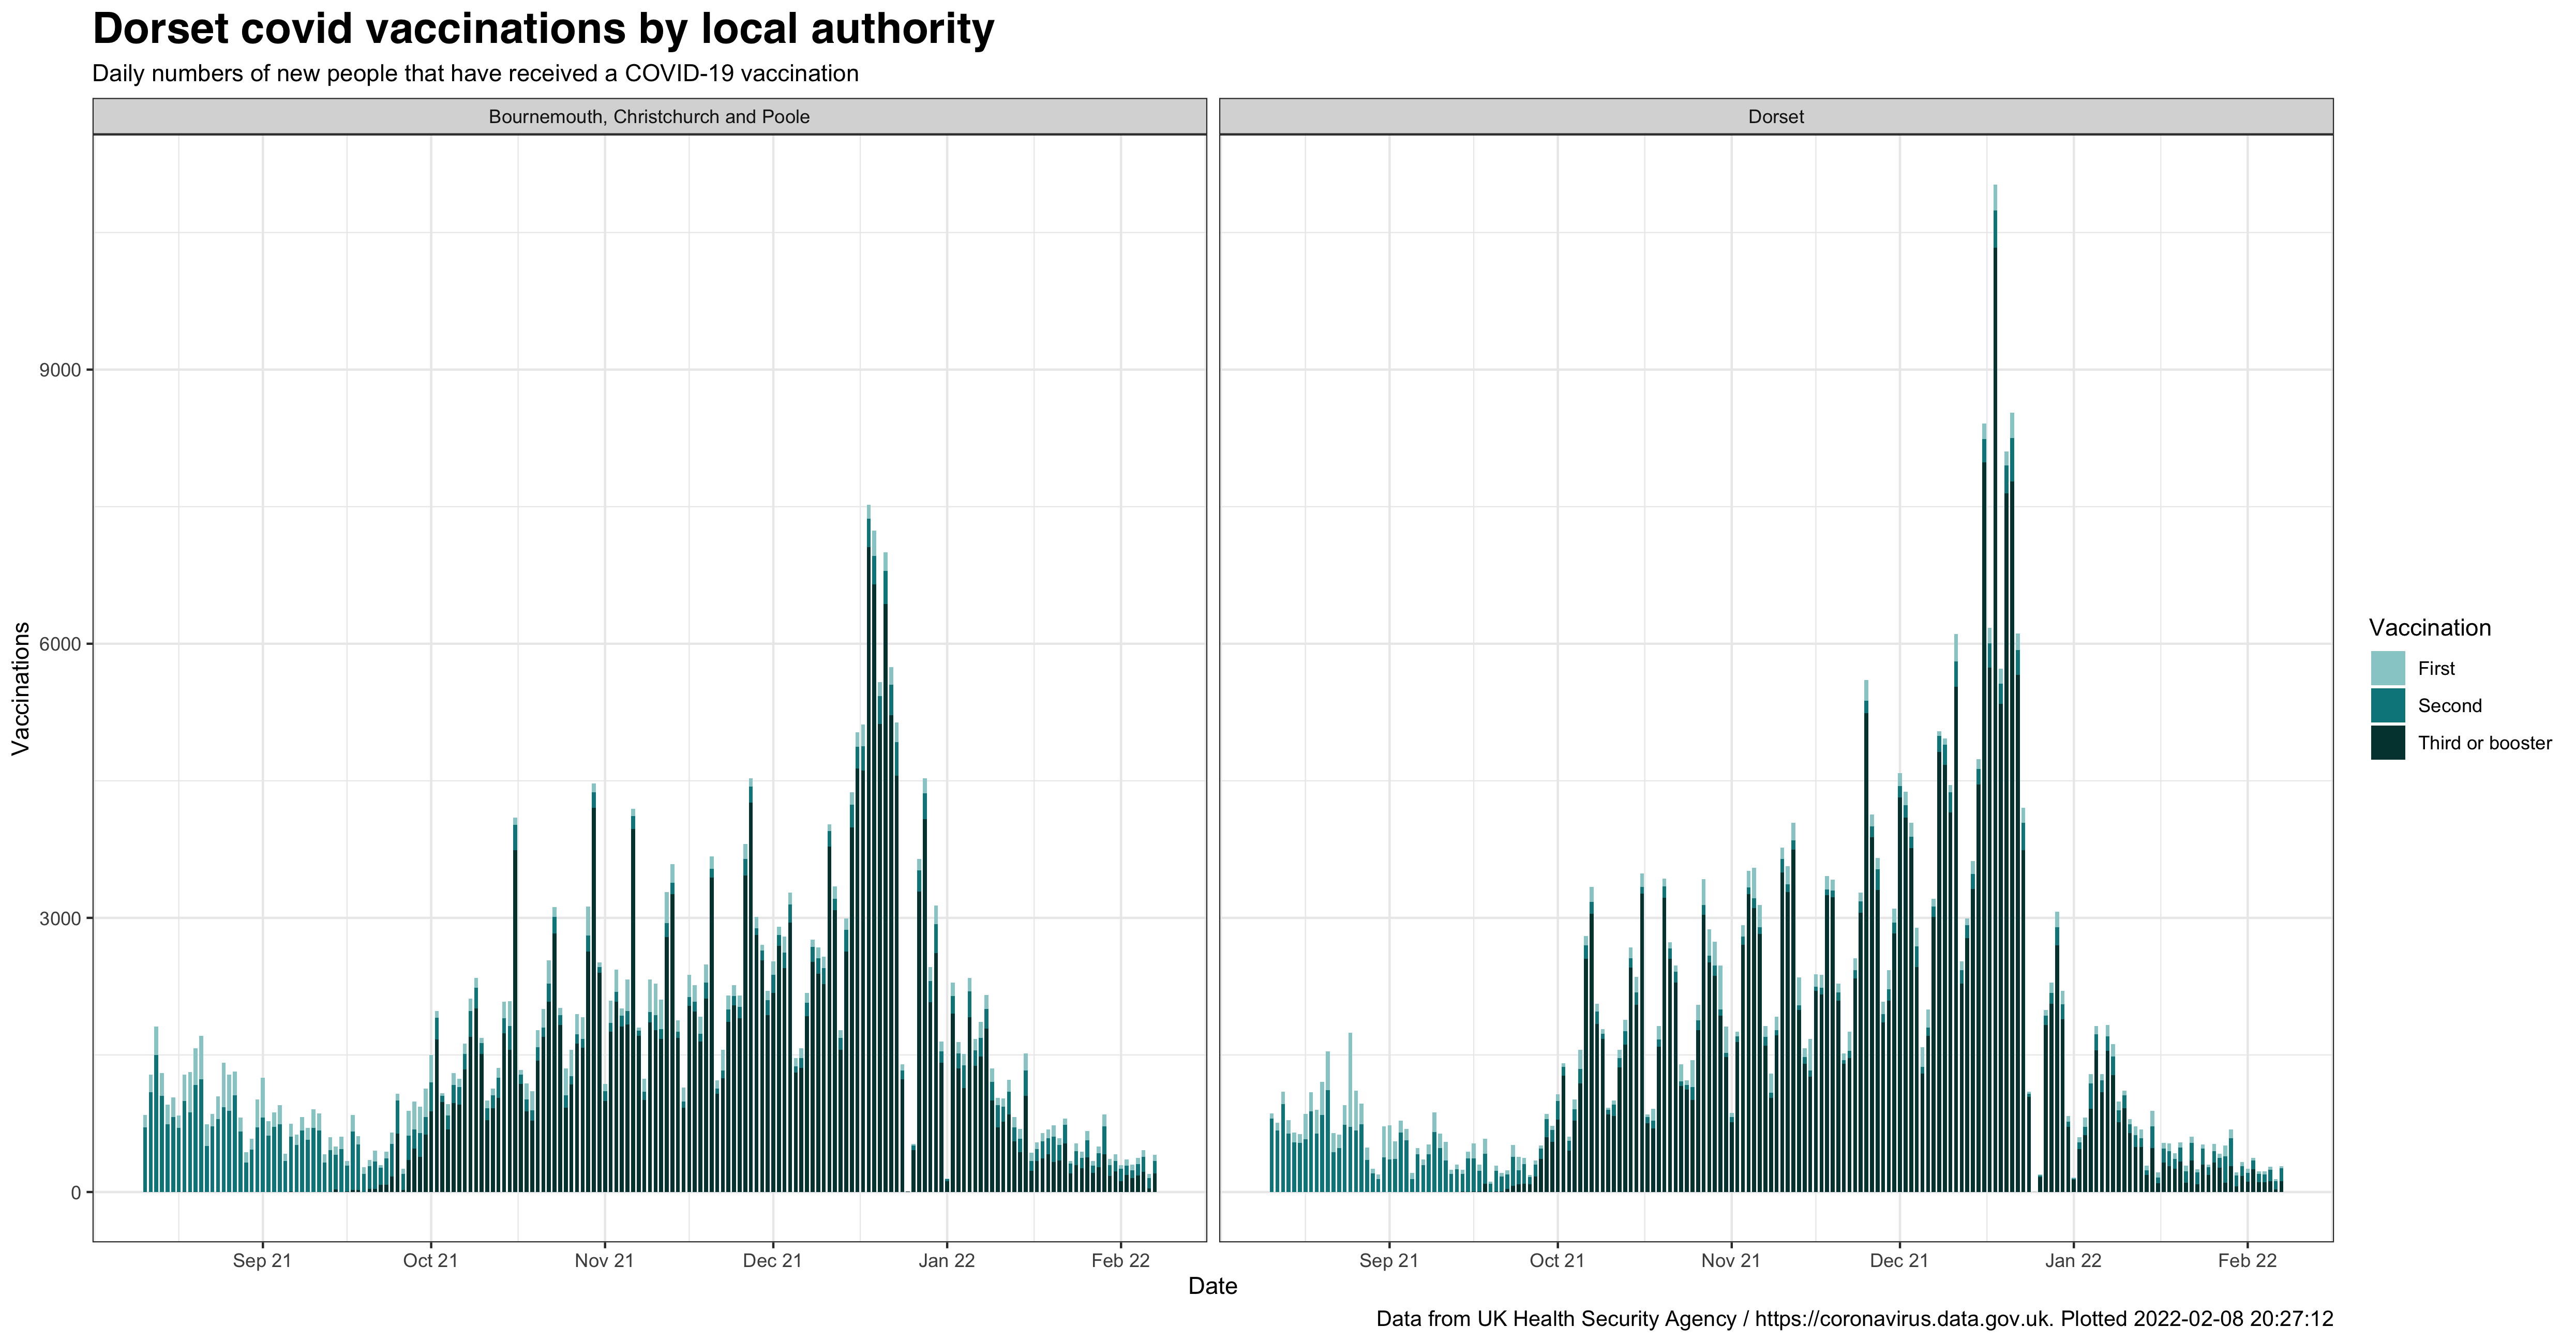 Dorset covid vaccinations by local authority
Daily numbers of new people that have received a COVID-19 vaccination
Bournemouth, Christchurch and Poole
Dorset
Vaccinations
9000
6000
3000
0
Sep 21
Oct 21
Nov 21
Dec 21
Jan 22
Feb 22
Sep 21
Oct 21
Nov 21
Dec 21
Jan 22
Feb 22
Date
Vaccination
First
Second
Third or booster
Data from UK Health Security Agency / https://coronavirus.data.gov.uk. Plotted 2022-02-08 20:27:12